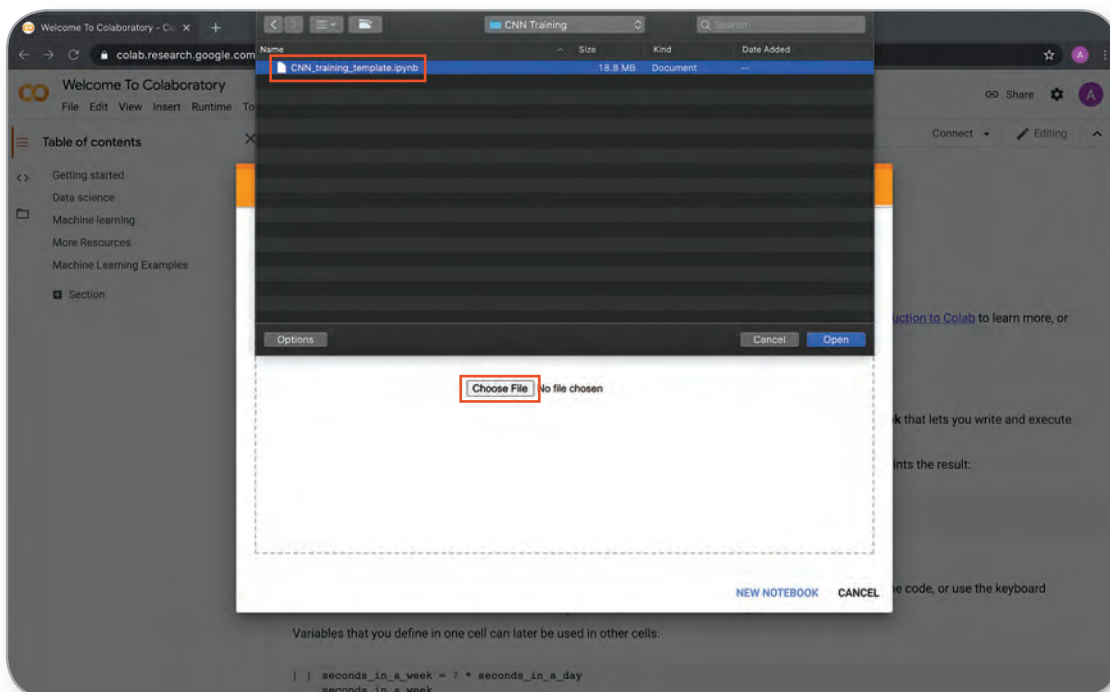 Welcome To Colaboratory - Co
colab.research.google.com
CNN Training
Search
Name Size Kind Date Added
CNN_training_template.ipynb 18.8 MB Document --
Welcome To Colaboratory
File Edit View Insert Runtime To
Share
A
Table of contents
Connect
Editing
Getting started
Data science
Machine learning
More Resources
Machine Learning Examples
Section
uction to Colab to learn more, or
Options
Cancel
Open
Choose File No file chosen
k that lets you write and execute
ints the result:
NEW NOTEBOOK
CANCEL
e code, or use the keyboard
Variables that you define in one cell can later be used in other cells:
[ ] seconds_in_a_week = 7 * seconds_in_a_day
seconds_in_a_week